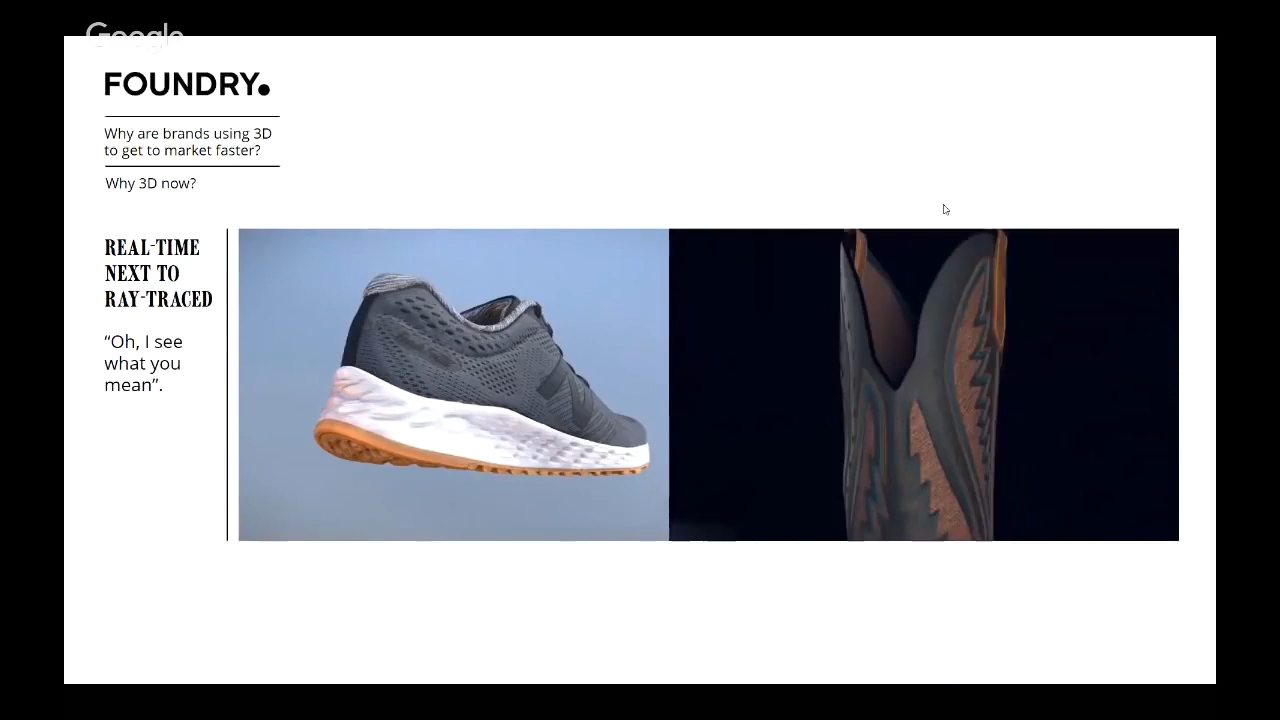 Google
FOUNDRY.
Why are brands using 3D
to get to market faster?
Why 3D now?
REAL-TIME
NEXT TO
RAY-TRACED
“Oh, I see
what you
mean”.